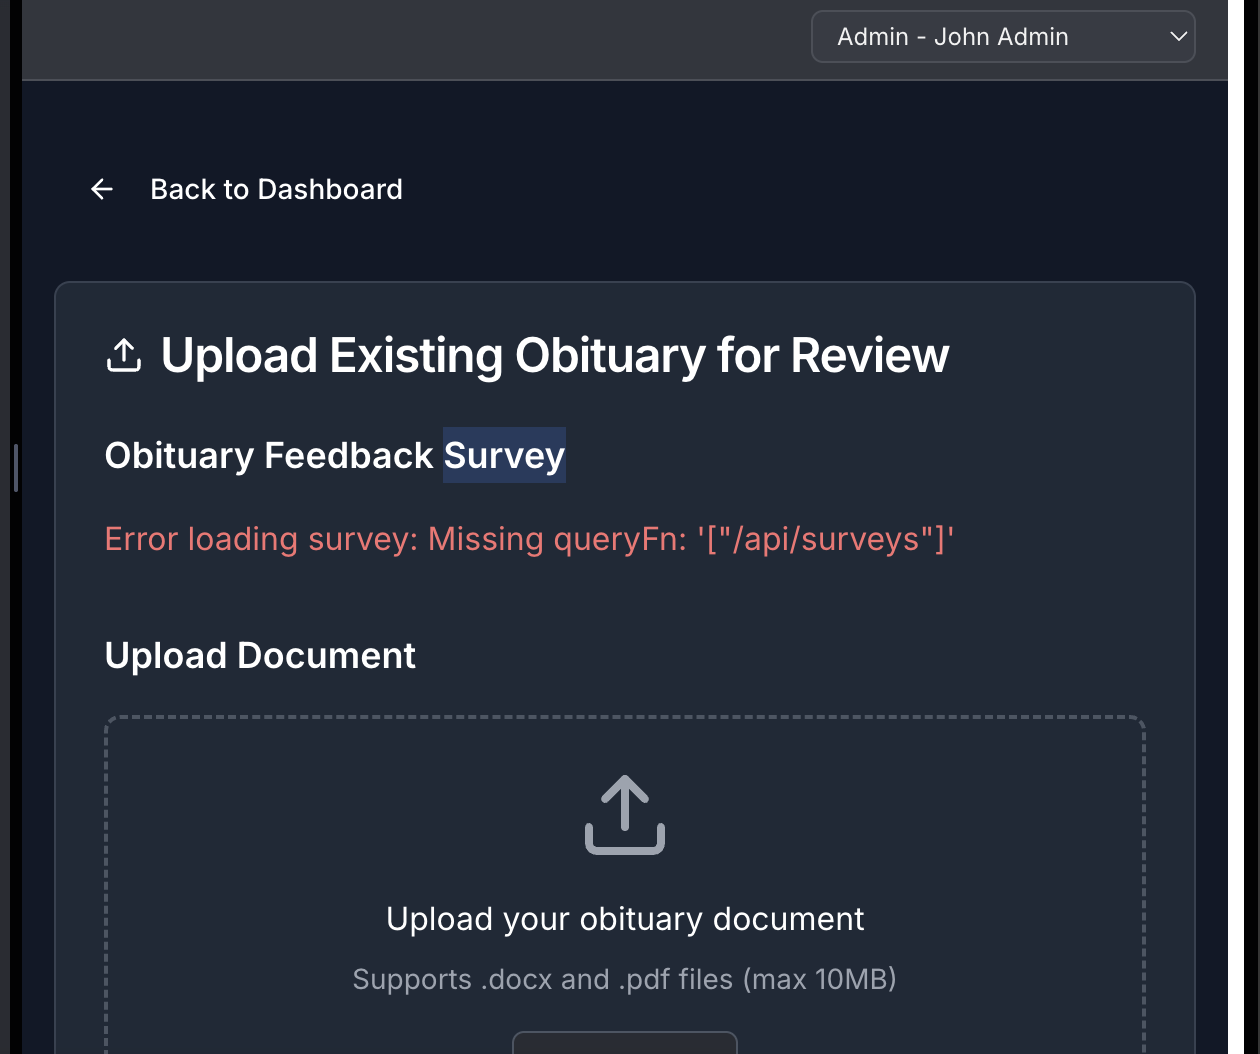 Admin - John Admin
Back to Dashboard
Upload Existing Obituary for Review
Obituary Feedback Survey
Error loading survey: Missing queryFn: '["/api/surveys"]'
Upload Document
Upload your obituary document
Supports .docx and .pdf files (max 10MB)